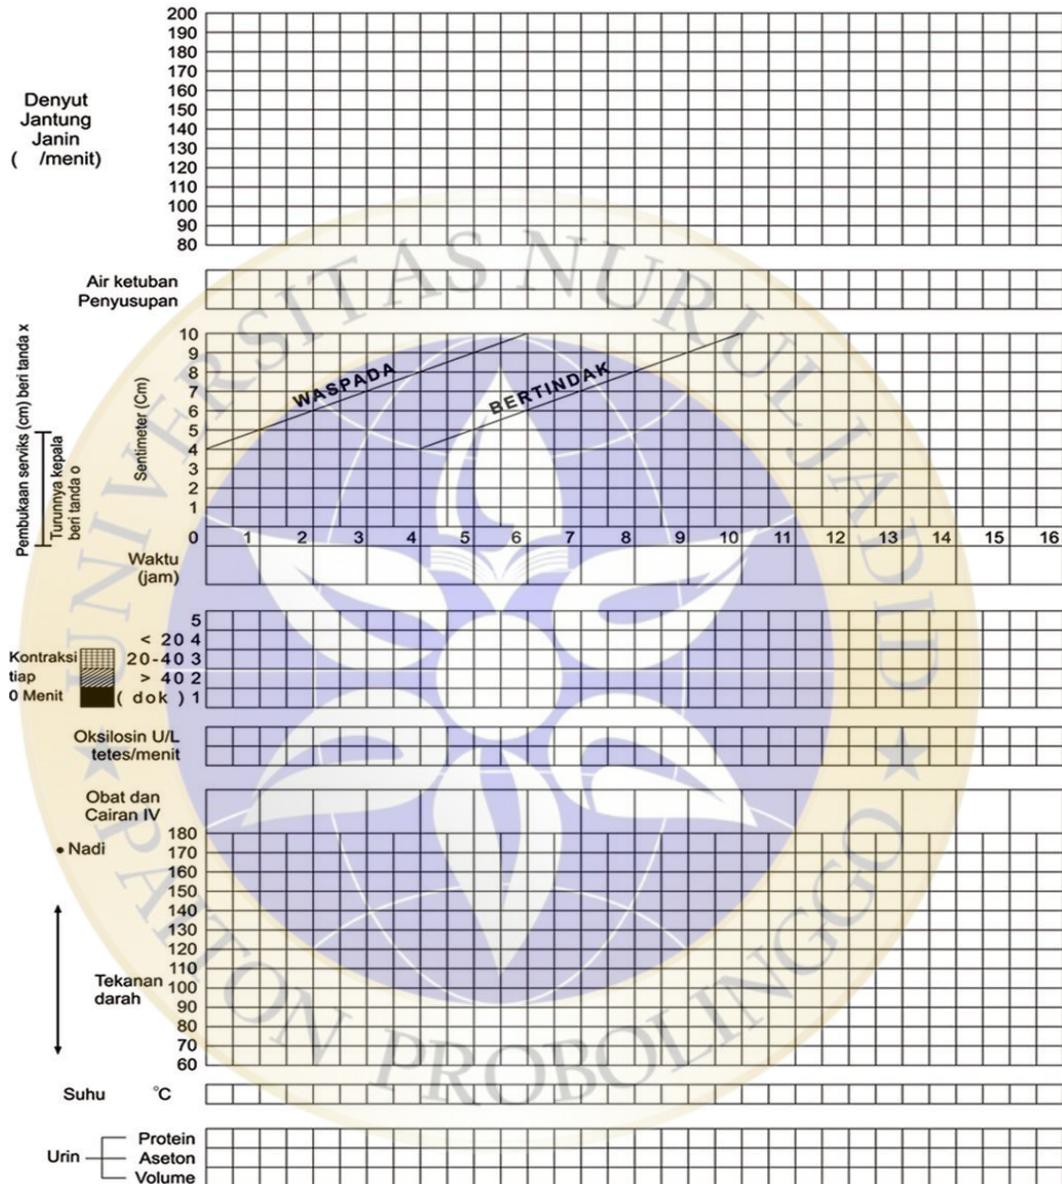 200
190
180
170
160
150
140
130
120
110
100
90
80
Denyut
Jantung
Janin
( /menit)
Air ketuban
Penyusupan
Pembukaan serviks (cm) beri tanda x
Turunnya kepala
beri tanda o
Sentimeter (Cm)
10
9
8
7
6
5
4
3
2
1
0
WASPADA
BERTINDAK
1 2 3 4 5 6 7 8 9 10 11 12 13 14 15 16
Waktu
(jam)
Kontraksi
tiap
0 Menit
5
< 20 4
20-40 3
> 40 2
( dok ) 1
Oksilosin U/L
tetes/menit
Obat dan
Cairan IV
• Nadi
Tekanan
darah
180
170
160
150
140
130
120
110
100
90
80
70
60
Suhu °C
Urin
Protein
Aseton
Volume
UNIVERSITAS NURUL JADID
PAITON PROBOLINGGO